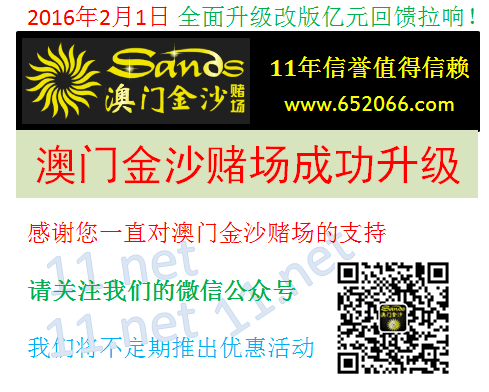 2016年2月1日 全面升级改版亿元回馈拉响！
Sands
澳门金沙赌场
11年信誉值得信赖
www.652066.com
澳门金沙赌场成功升级
感谢您一直对澳门金沙赌场的支持
11.net
请关注我们的微信公众号
11.net 11.net
我们将不定期推出优惠活动
澳门金沙